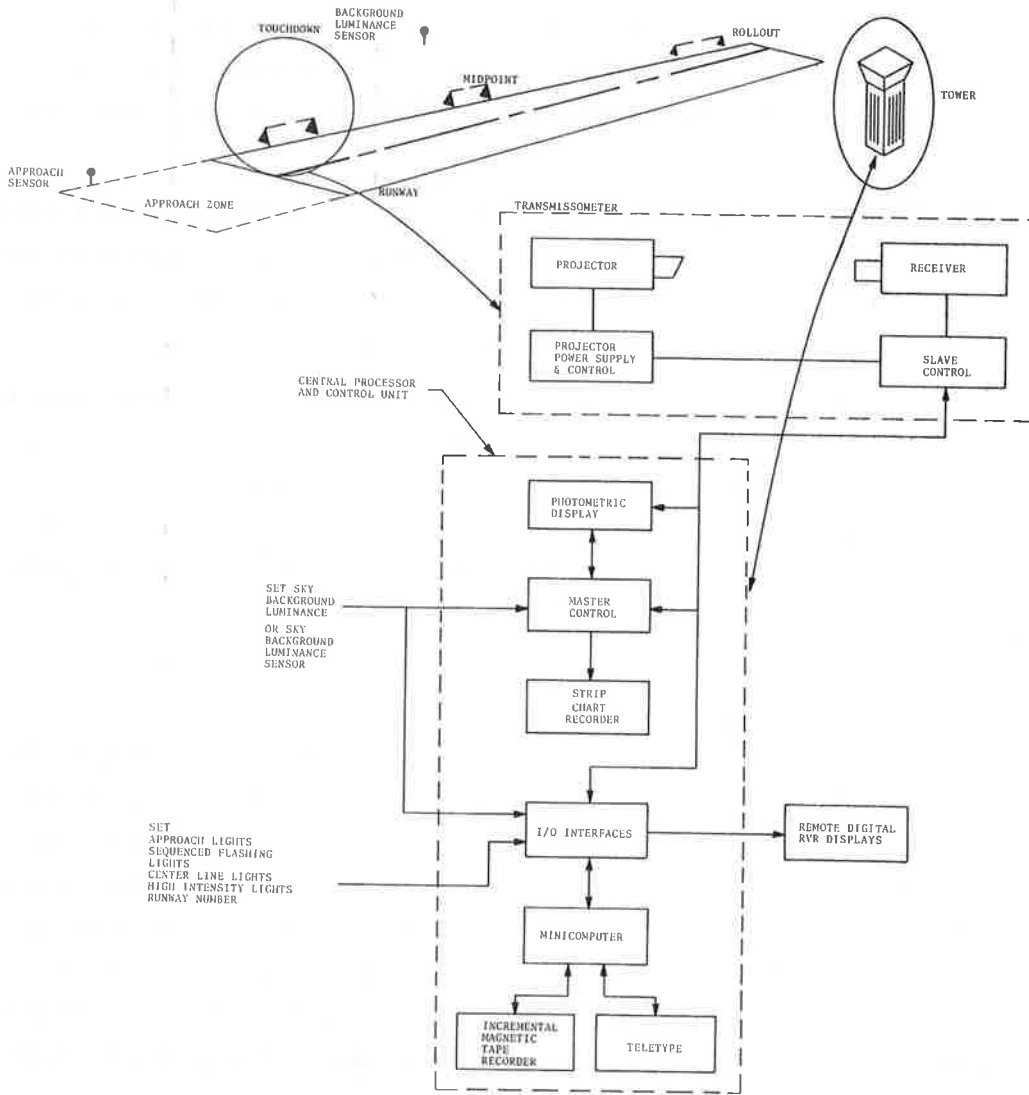 BACKGROUND
LUMINANCE
SENSOR
TOUCHDOWN
ROLLOUT
MIDPOINT
TOWER
APPROACH
SENSOR
APPROACH ZONE
RUNWAY
TRANSMISSOMETER
PROJECTOR
RECEIVER
PROJECTOR
POWER SUPPLY
& CONTROL
SLAVE
CONTROL
CENTRAL PROCESSOR
AND CONTROL UNIT
PHOTOMETRIC
DISPLAY
SET SKY
BACKGROUND
LUMINANCE
OR SKY
BACKGROUND
LUMINANCE
SENSOR
MASTER
CONTROL
STRIP
CHART
RECORDER
I/O INTERFACES
REMOTE DIGITAL
RVR DISPLAYS
SET
APPROACH LIGHTS
SEQUENCED FLASHING
LIGHTS
CENTER LINE LIGHTS
HIGH INTENSITY LIGHTS
RUNWAY NUMBER
MINICOMPUTER
INCREMENTAL
MAGNETIC
TAPE
RECORDER
TELETYPE